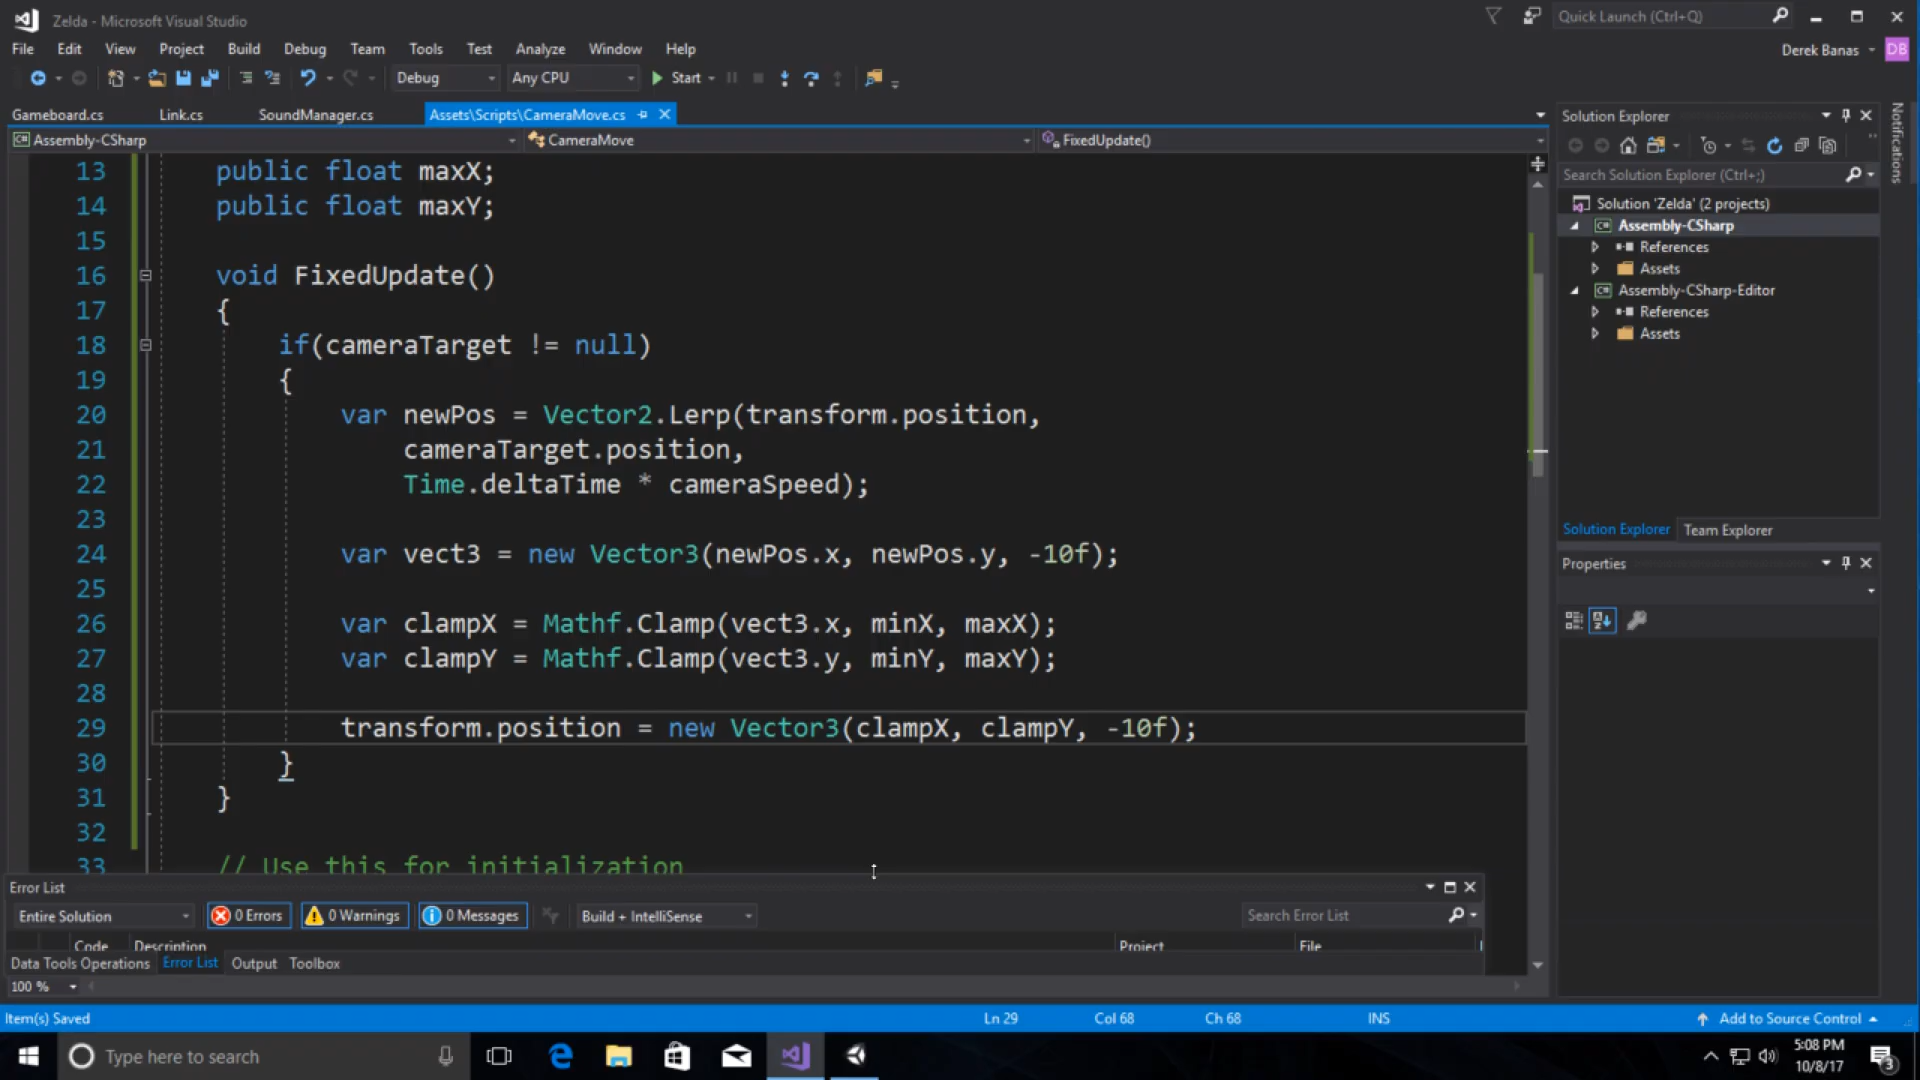 Zelda - Microsoft Visual Studio
Quick Launch (Ctrl+Q)
File Edit View Project Build Debug Team Tools Test Analyze Window Help
Derek Banas DB
Debug Any CPU Start
Gameboard.cs Link.cs SoundManager.cs Assets\Scripts\CameraMove.cs
Assembly-CSharp CameraMove FixedUpdate()
13 public float maxX;
14 public float maxY;
15
16 void FixedUpdate()
17 {
18 if(cameraTarget != null)
19 {
20 var newPos = Vector2.Lerp(transform.position,
21 cameraTarget.position,
22 Time.deltaTime * cameraSpeed);
23
24 var vect3 = new Vector3(newPos.x, newPos.y, -10f);
25
26 var clampX = Mathf.Clamp(vect3.x, minX, maxX);
27 var clampY = Mathf.Clamp(vect3.y, minY, maxY);
28
29 transform.position = new Vector3(clampX, clampY, -10f);
30 }
31 }
32
33 // Use this for initialization
Error List
Entire Solution 0 Errors 0 Warnings 0 Messages Build + IntelliSense Search Error List
Code Description Project File
Data Tools Operations Error List Output Toolbox
100 %
Solution Explorer
Search Solution Explorer (Ctrl+;)
Solution 'Zelda' (2 projects)
Assembly-CSharp
References
Assets
Assembly-CSharp-Editor
References
Assets
Solution Explorer Team Explorer
Properties
Notifications
Item(s) Saved Ln 29 Col 68 Ch 68 INS Add to Source Control
Type here to search
5:08 PM
10/8/17
3